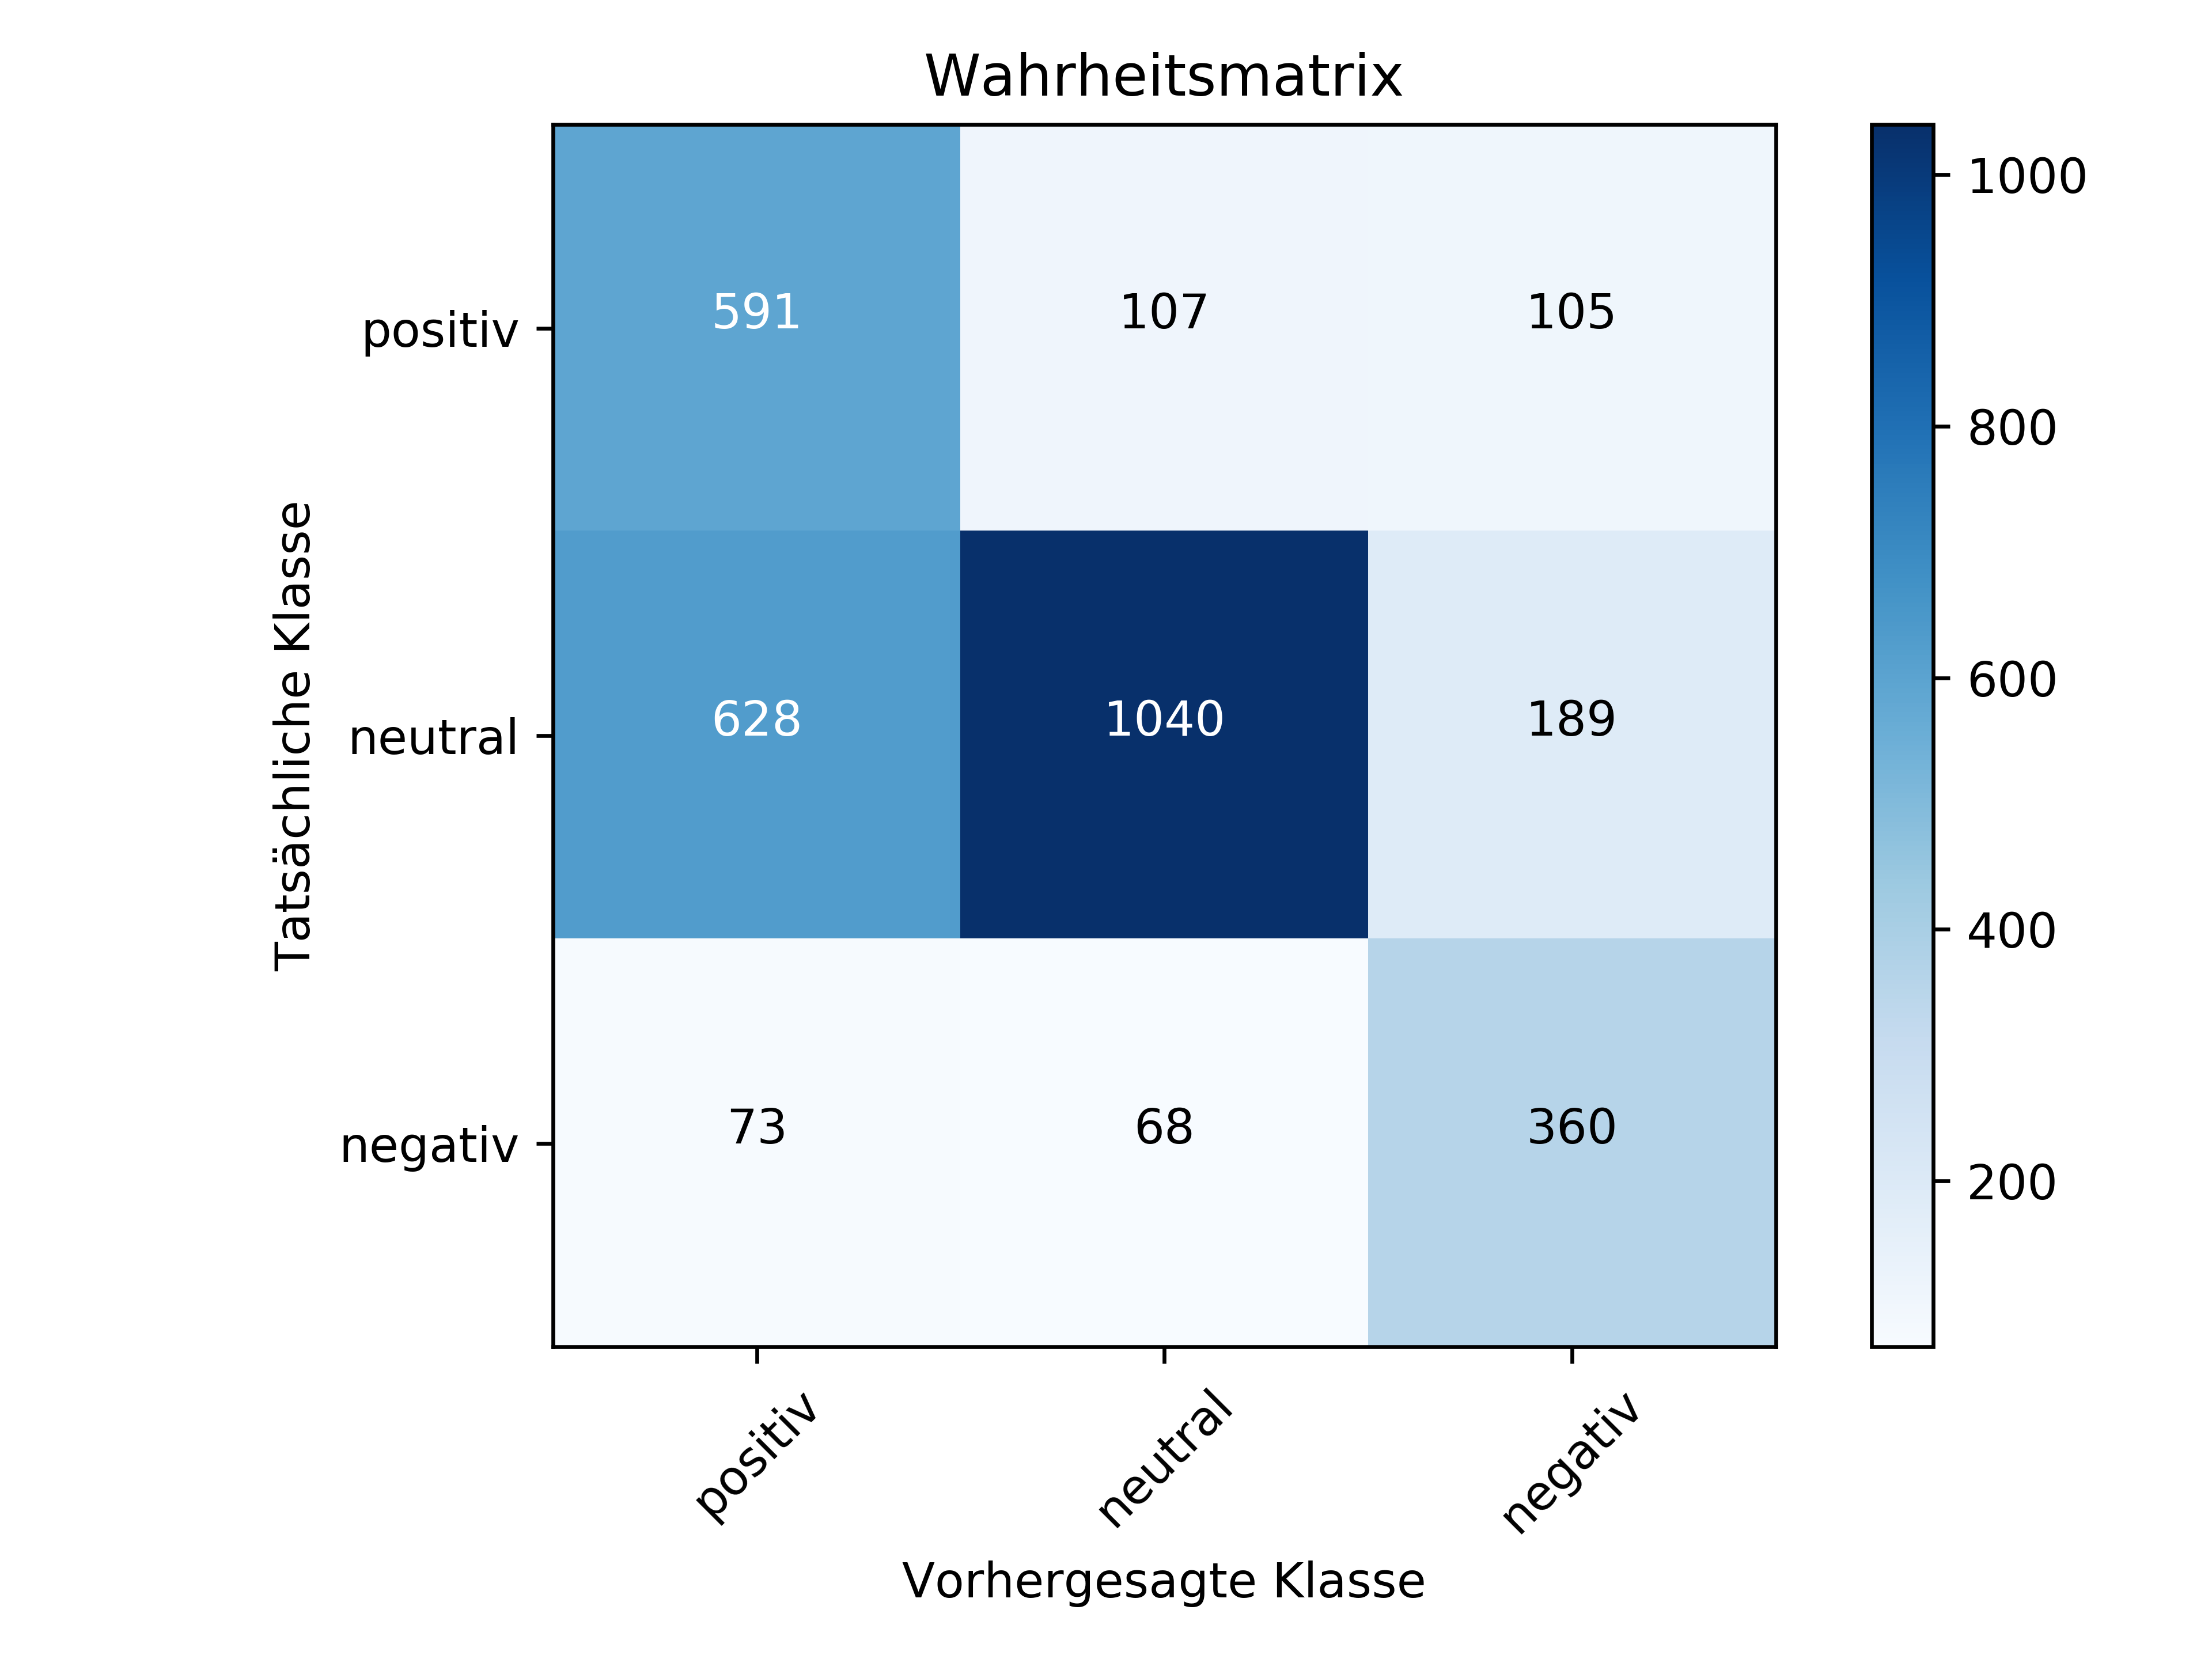 Wahrheitsmatrix
Tatsächliche Klasse
positiv
591
107
105
neutral
628
1040
189
negativ
73
68
360
positiv
neutral
negativ
Vorhergesagte Klasse
1000
800
600
400
200